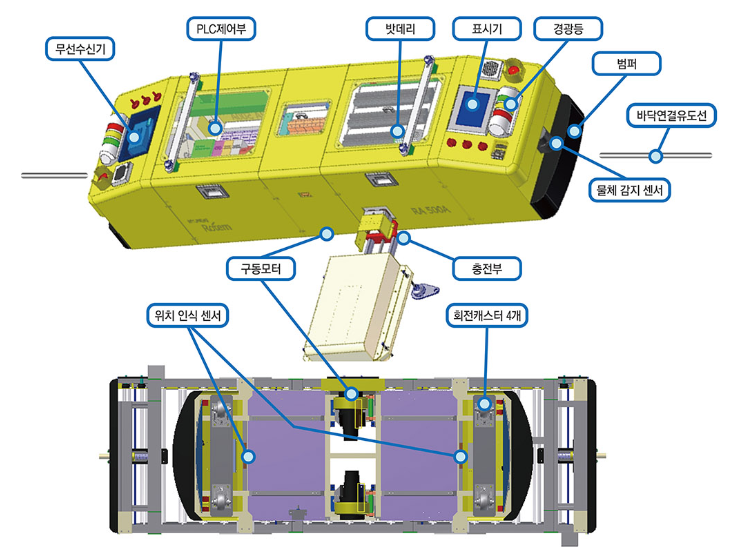 PLC제어부
밧데리
표시기
경광등
무선수신기
범퍼
바닥연결유도선
물체 감지 센서
RA 500A
구동모터
충전부
위치 인식 센서
회전캐스터 4개